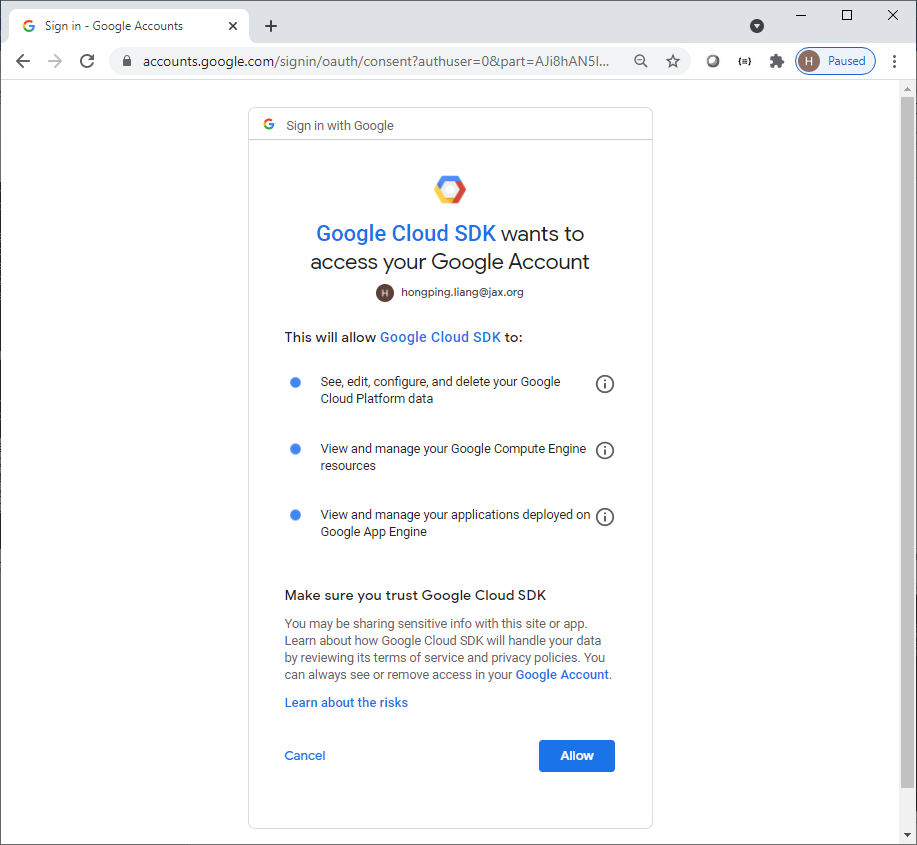 Sign in - Google Accounts
accounts.google.com/signin/oauth/consent?authuser=0&part=AJi8hAN5I...
H Paused
Sign in with Google
Google Cloud SDK wants to
access your Google Account
H hongping.liang@jax.org
This will allow Google Cloud SDK to:
See, edit, configure, and delete your Google
Cloud Platform data
View and manage your Google Compute Engine
resources
View and manage your applications deployed on
Google App Engine
Make sure you trust Google Cloud SDK
You may be sharing sensitive info with this site or app.
Learn about how Google Cloud SDK will handle your data
by reviewing its terms of service and privacy policies. You
can always see or remove access in your Google Account.
Learn about the risks
Cancel Allow